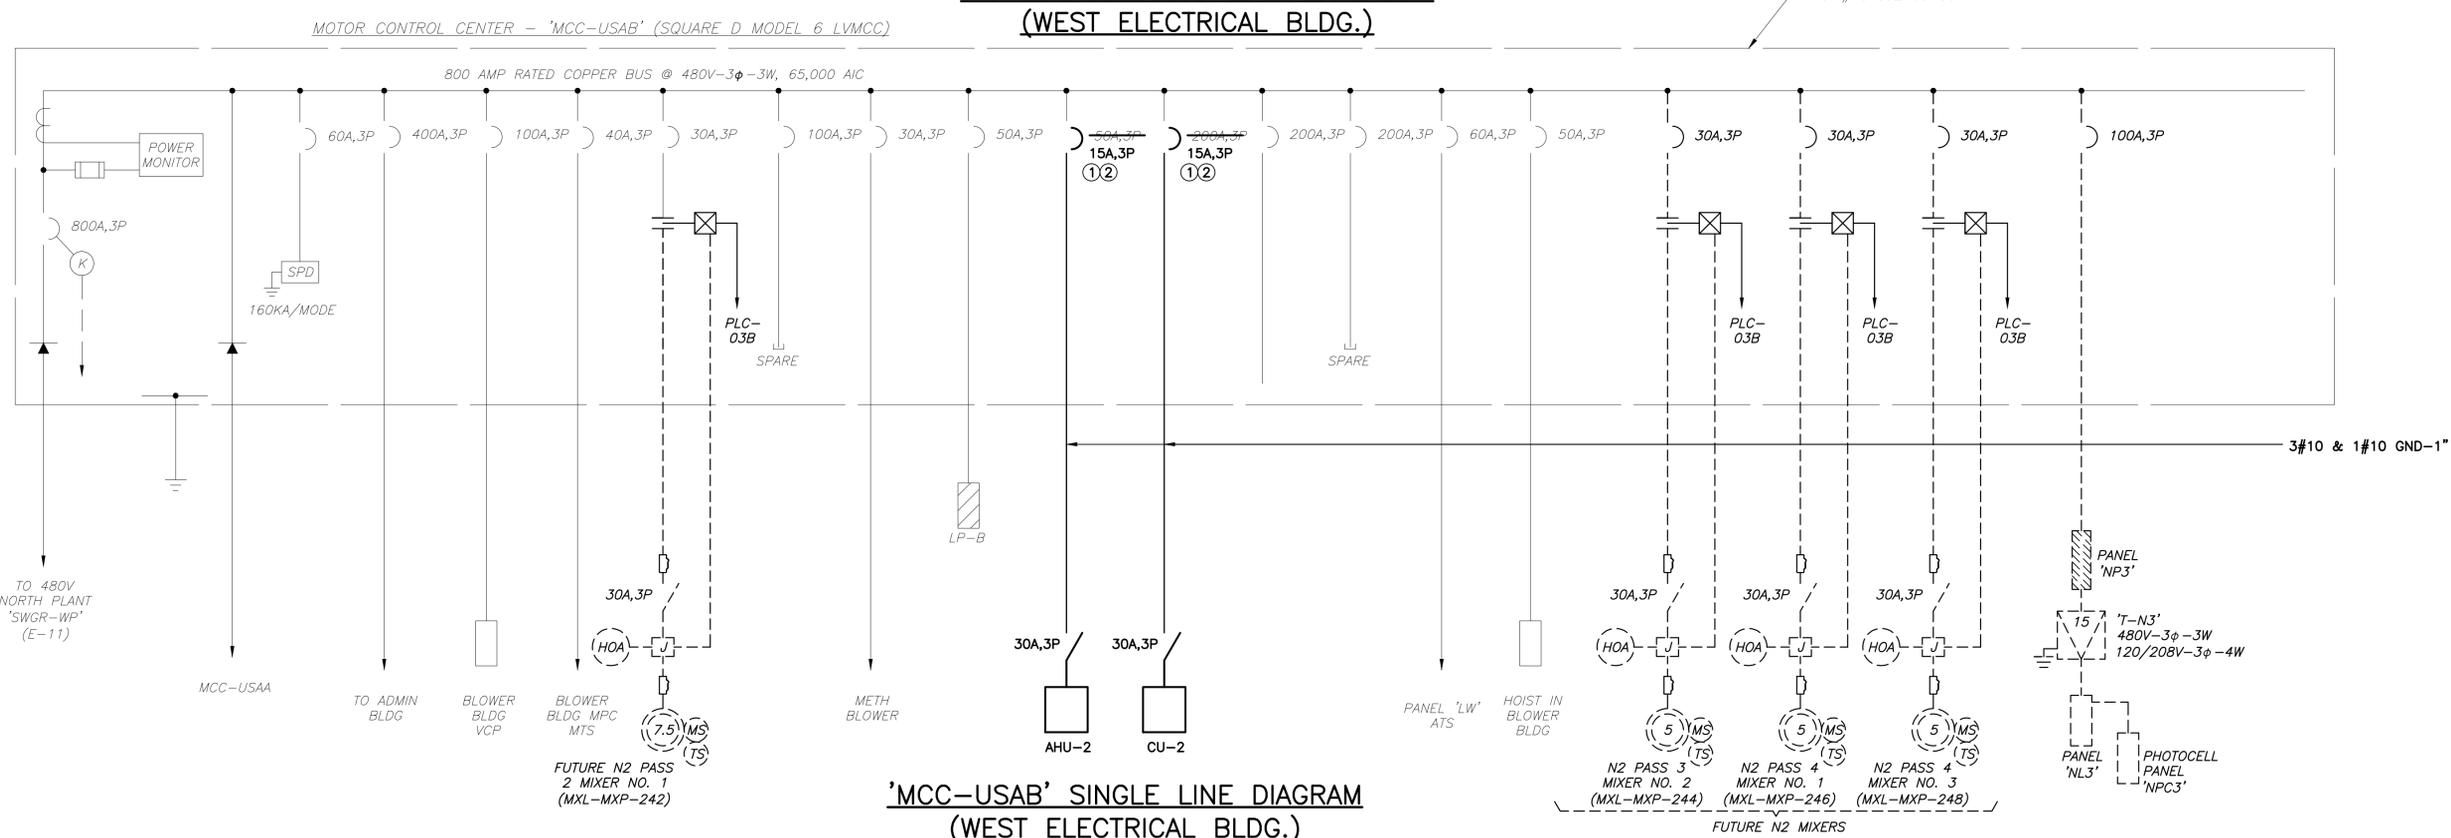 (WEST ELECTRICAL BLDG.)
MOTOR CONTROL CENTER - 'MCC-USAB' (SQUARE D MODEL 6 LVMCC)
800 AMP RATED COPPER BUS @ 480V-3ϕ-3W, 65,000 AIC
POWER
MONITOR
800A,3P
K
60A,3P
400A,3P
100A,3P
40A,3P
30A,3P
100A,3P
30A,3P
50A,3P
50A,3P
15A,3P
1 2
200A,3P
15A,3P
1 2
200A,3P
200A,3P
60A,3P
50A,3P
30A,3P
30A,3P
30A,3P
100A,3P
SPD
160KA/MODE
PLC-
03B
SPARE
SPARE
PLC-
03B
PLC-
03B
PLC-
03B
3#10 & 1#10 GND-1"
TO 480V
NORTH PLANT
'SWGR-WP'
(E-11)
MCC-USAA
TO ADMIN
BLDG
BLOWER
BLDG
VCP
BLOWER
BLDG MPC
MTS
30A,3P
HOA
J
7.5
MS
TS
FUTURE N2 PASS
2 MIXER NO. 1
(MXL-MXP-242)
METH
BLOWER
LP-B
30A,3P
AHU-2
30A,3P
CU-2
PANEL 'LW'
ATS
HOIST IN
BLOWER
BLDG
30A,3P
HOA
J
5
MS
TS
N2 PASS 3
MIXER NO. 2
(MXL-MXP-244)
30A,3P
HOA
J
5
MS
TS
N2 PASS 4
MIXER NO. 1
(MXL-MXP-246)
30A,3P
HOA
J
5
MS
TS
N2 PASS 4
MIXER NO. 3
(MXL-MXP-248)
FUTURE N2 MIXERS
PANEL
'NP3'
15
'T-N3'
480V-3ϕ-3W
120/208V-3ϕ-4W
PANEL
'NL3'
PHOTOCELL
PANEL
'NPC3'
'MCC-USAB' SINGLE LINE DIAGRAM
(WEST ELECTRICAL BLDG.)